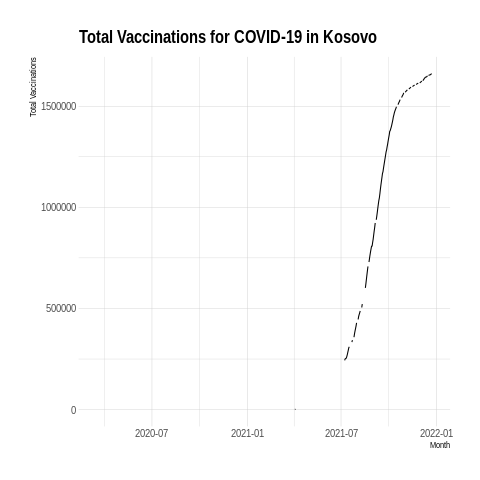 Total Vaccinations for COVID-19 in Kosovo
Total Vaccinations
1500000
1000000
500000
0
2020-07
2021-01
2021-07
2022-01
Month